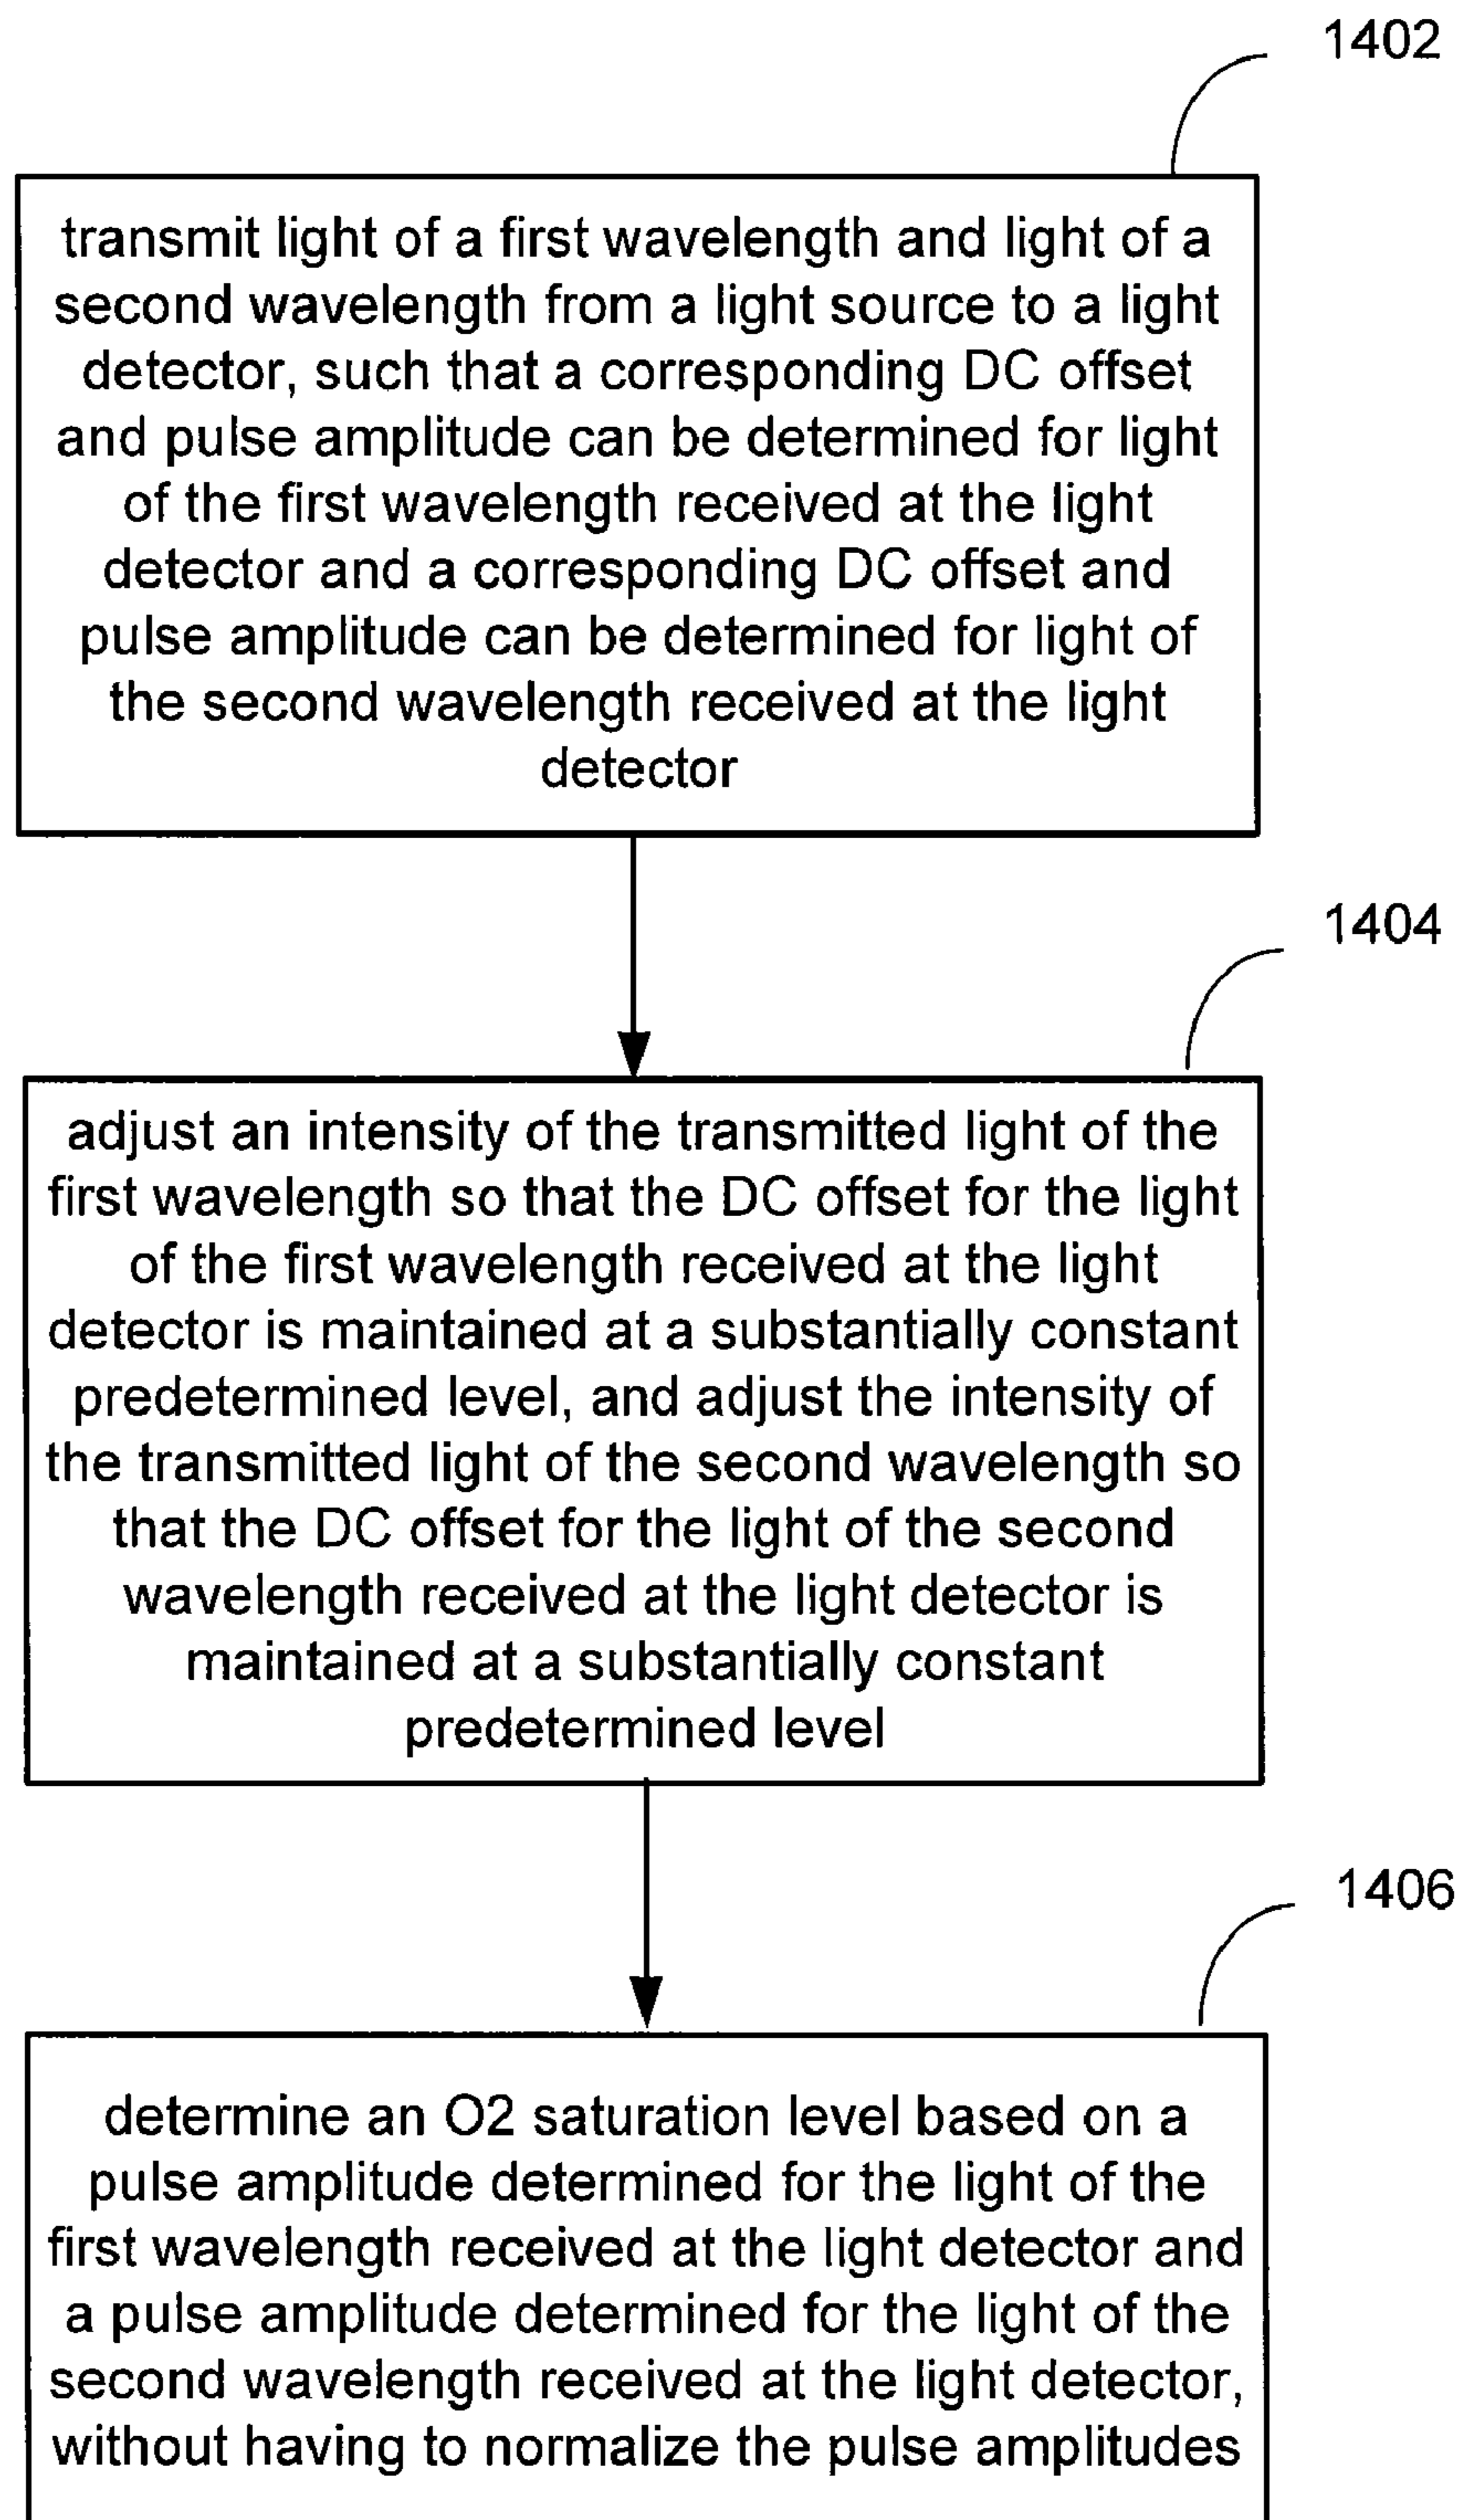 1402
transmit light of a first wavelength and light of a
second wavelength from a light source to a light
detector, such that a corresponding DC offset
and pulse amplitude can be determined for light
of the first wavelength received at the light
detector and a corresponding DC offset and
pulse amplitude can be determined for light of
the second wavelength received at the light
detector
1404
adjust an intensity of the transmitted light of the
first wavelength so that the DC offset for the light
of the first wavelength received at the light
detector is maintained at a substantially constant
predetermined level, and adjust the intensity of
the transmitted light of the second wavelength so
that the DC offset for the light of the second
wavelength received at the light detector is
maintained at a substantially constant
predetermined level
1406
determine an O2 saturation level based on a
pulse amplitude determined for the light of the
first wavelength received at the light detector and
a pulse amplitude determined for the light of the
second wavelength received at the light detector,
without having to normalize the pulse amplitudes